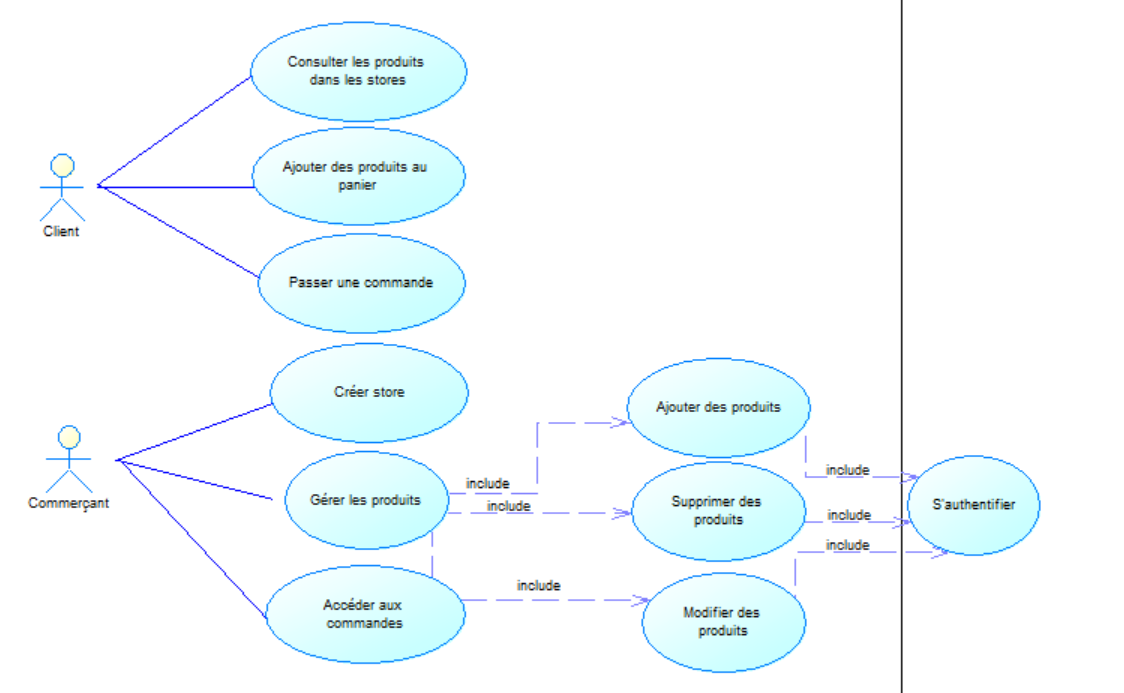 Consulter les produits
dans les stores
Ajouter des produits au
panier
Client
Passer une commande
Créer store
Ajouter des produits
Commerçant
Gérer les produits
include
include
include
include
include
Supprimer des
produits
S'authentifier
Accéder aux
commandes
include
Modifier des
produits